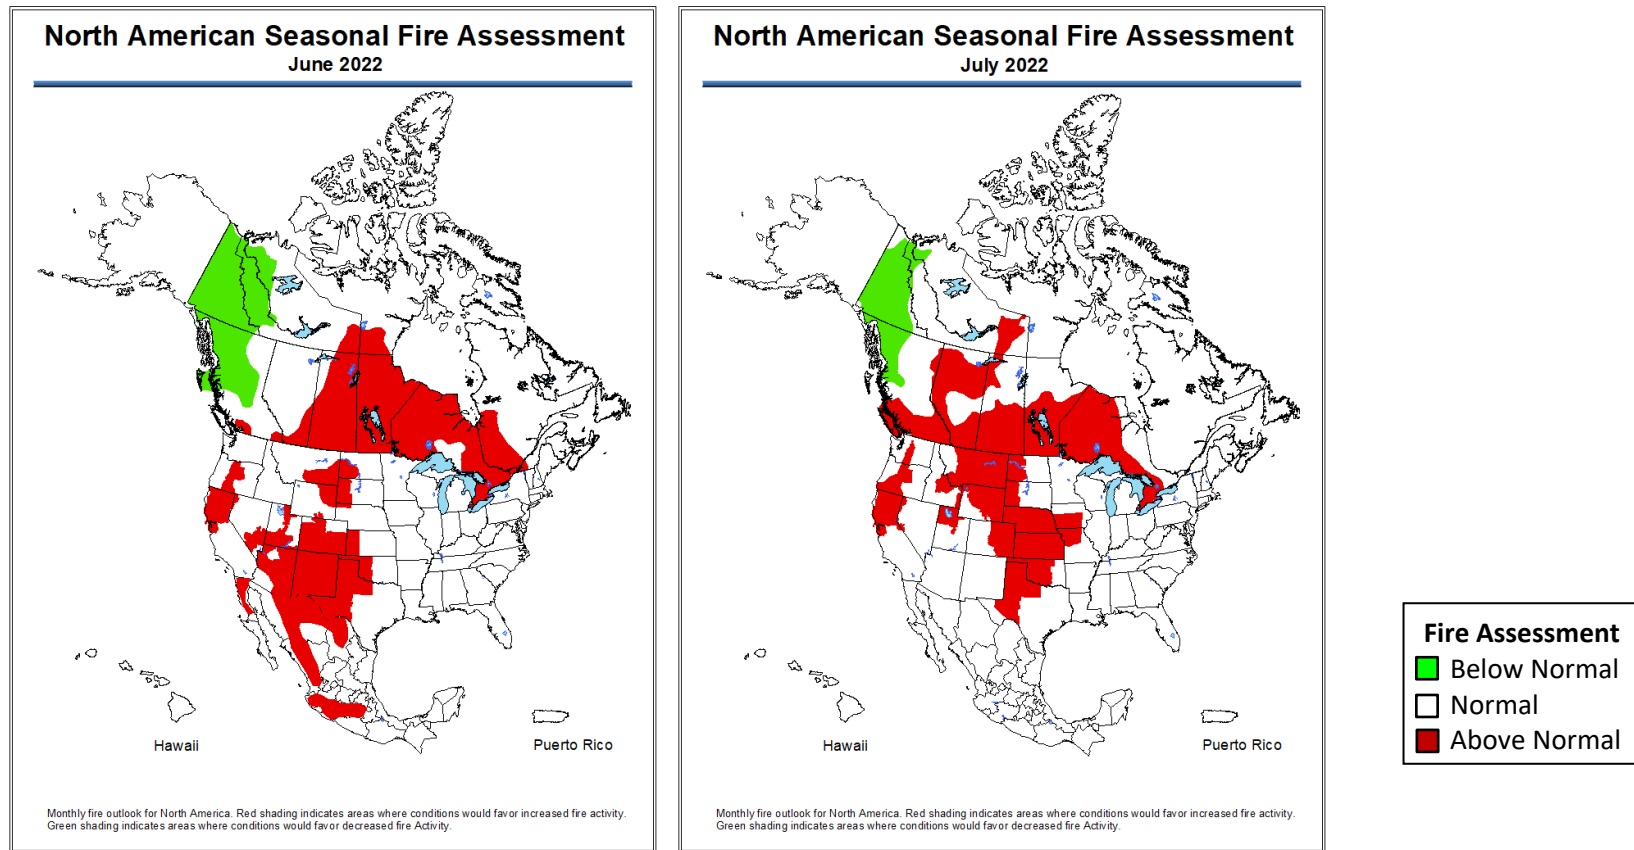 North American Seasonal Fire Assessment
June 2022
Hawaii
Puerto Rico
Monthly fire outlook for North America. Red shading indicates areas where conditions would favor increased fire activity.
Green shading indicates areas where conditions would favor decreased fire Activity.
North American Seasonal Fire Assessment
July 2022
Hawaii
Puerto Rico
Monthly fire outlook for North America. Red shading indicates areas where conditions would favor increased fire activity.
Green shading indicates areas where conditions would favor decreased fire Activity.
Fire Assessment
Below Normal
Normal
Above Normal